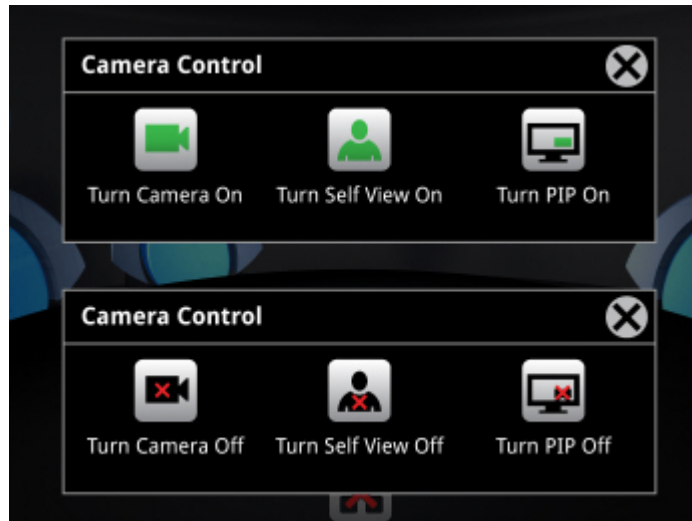 Camera Control
Turn Camera On Turn Self View On Turn PIP On
Camera Control
Turn Camera Off Turn Self View Off Turn PIP Off